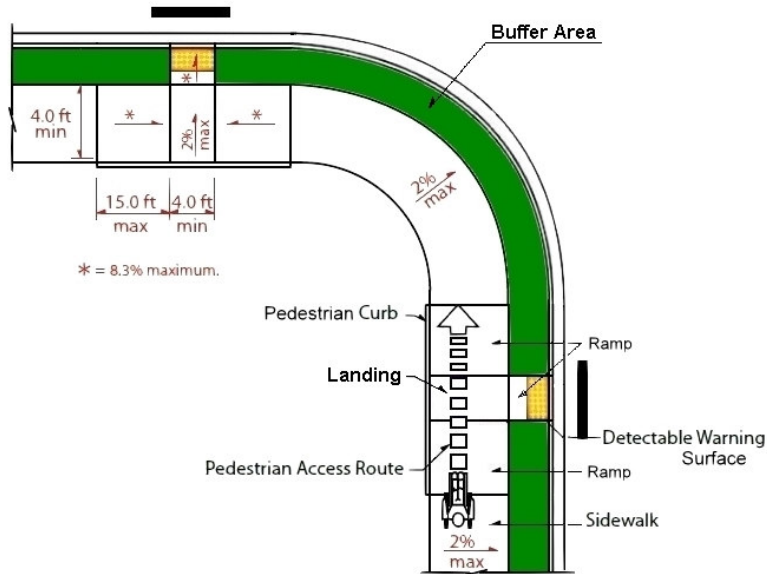 Buffer Area
*
4.0 ft
min
*
2%
max
*
15.0 ft
max
4.0 ft
min
2%
max
* = 8.3% maximum.
Pedestrian Curb
Ramp
Landing
Detectable Warning
Surface
Pedestrian Access Route
Ramp
Sidewalk
2%
max